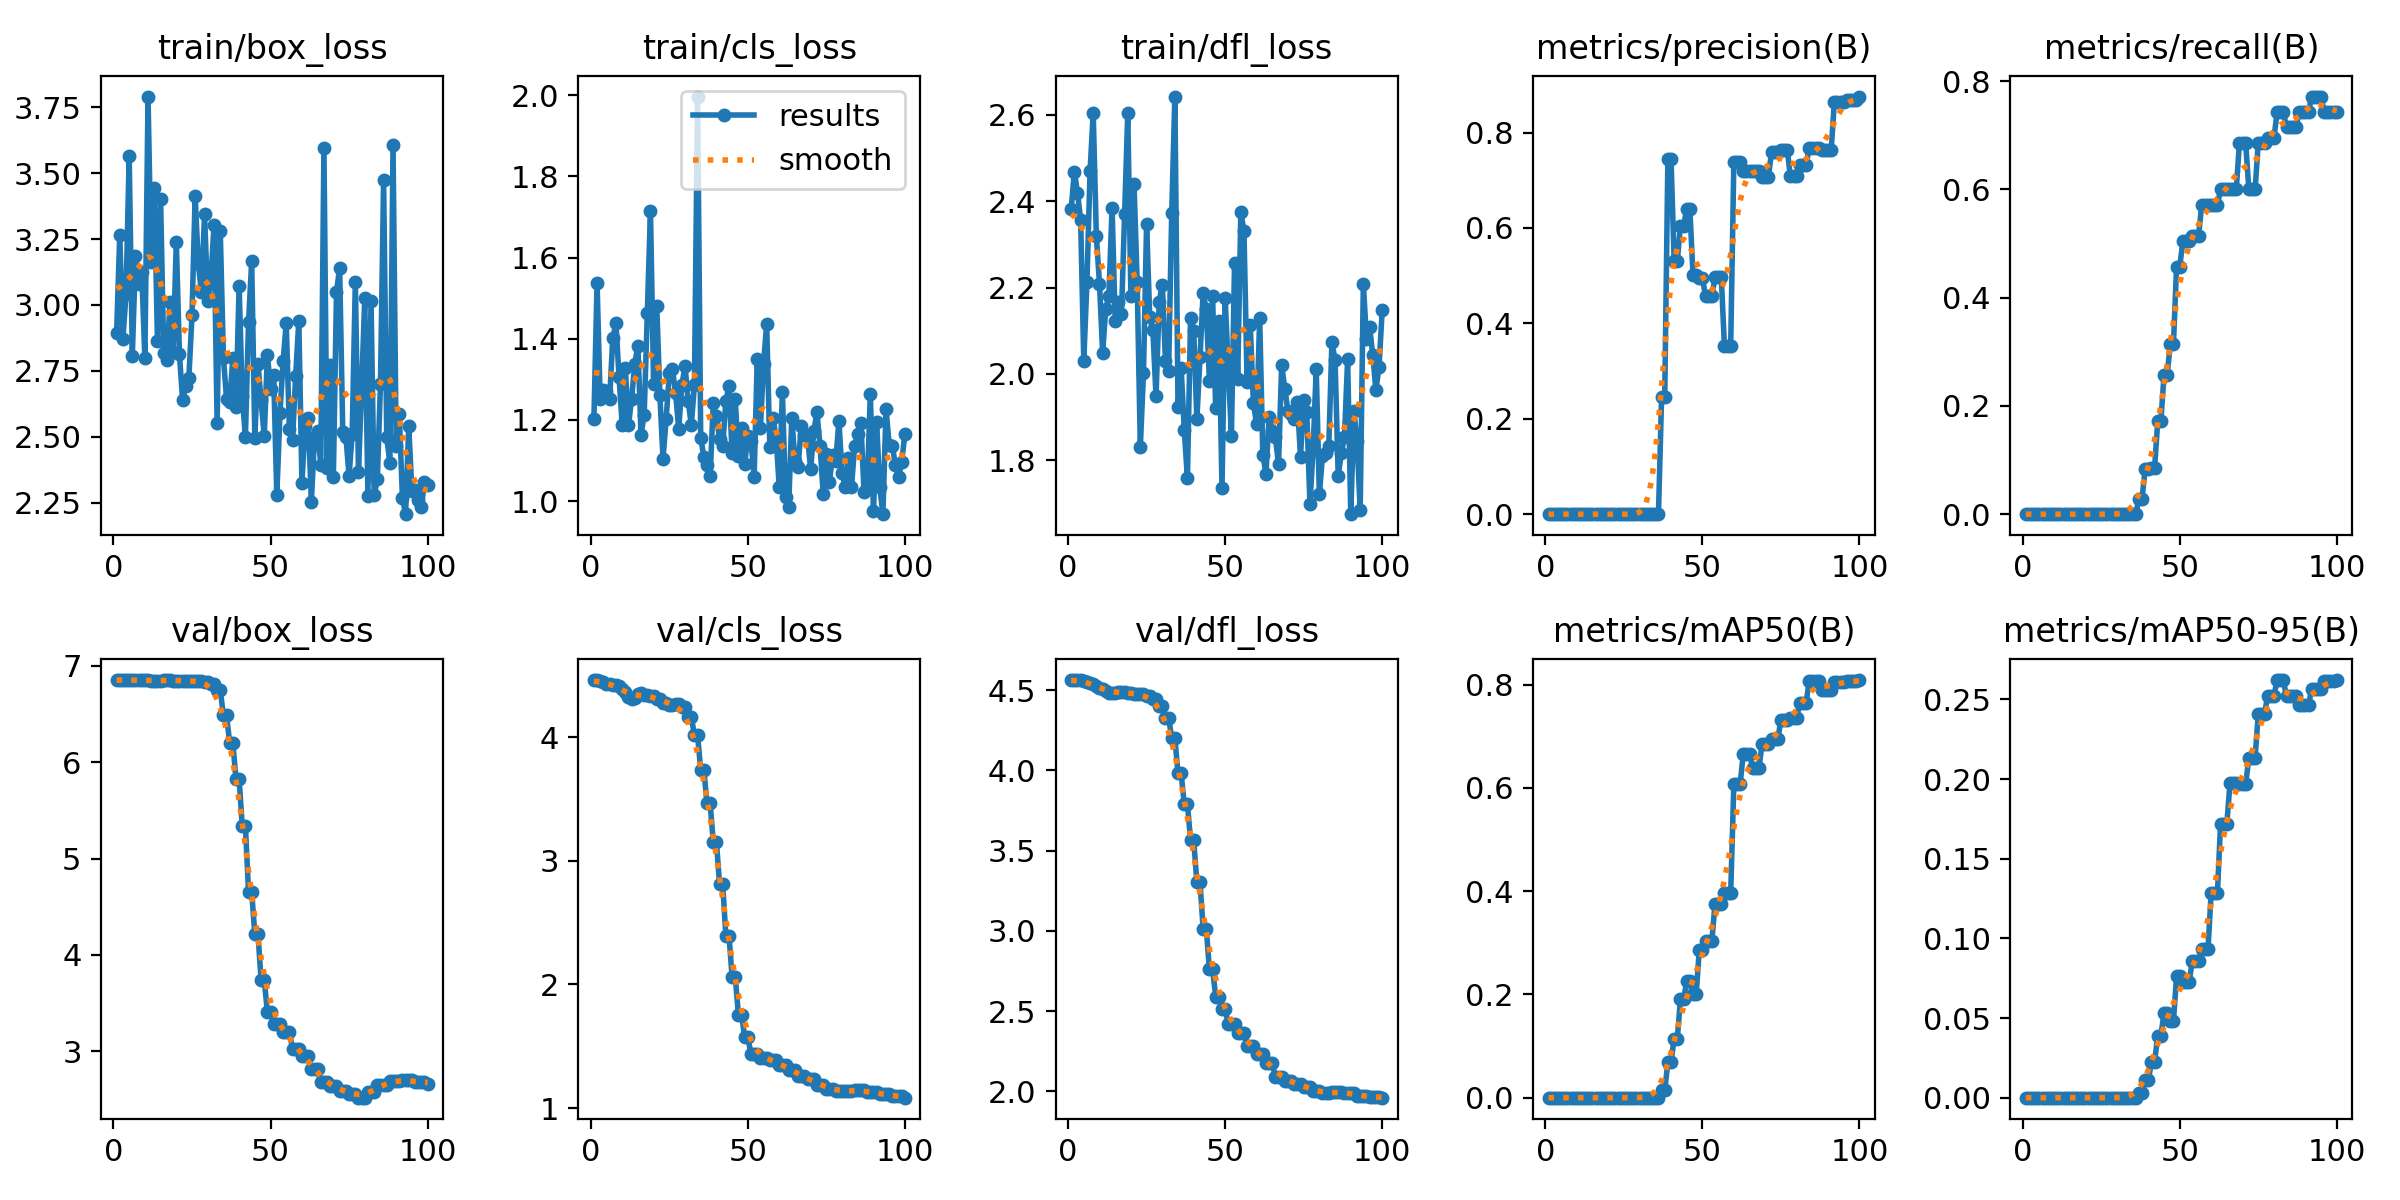 train/box_loss
3.75
3.50
3.25
3.00
2.75
2.50
2.25
0 50 100
train/cls_loss
2.0
1.8
1.6
1.4
1.2
1.0
results
smooth
0 50 100
train/dfl_loss
2.6
2.4
2.2
2.0
1.8
0 50 100
metrics/precision(B)
0.8
0.6
0.4
0.2
0.0
0 50 100
metrics/recall(B)
0.8
0.6
0.4
0.2
0.0
0 50 100
val/box_loss
7
6
5
4
3
0 50 100
val/cls_loss
4
3
2
1
0 50 100
val/dfl_loss
4.5
4.0
3.5
3.0
2.5
2.0
0 50 100
metrics/mAP50(B)
0.8
0.6
0.4
0.2
0.0
0 50 100
metrics/mAP50-95(B)
0.25
0.20
0.15
0.10
0.05
0.00
0 50 100